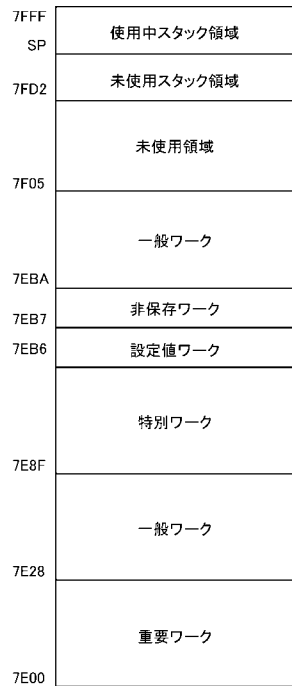 7FFF
使用中スタック領域
SP
未使用スタック領域
7FD2
未使用領域
7F05
一般ワーク
7EBA
非保存ワーク
7EB7
7EB6
設定値ワーク
特別ワーク
7E8F
一般ワーク
7E28
重要ワーク
7E00